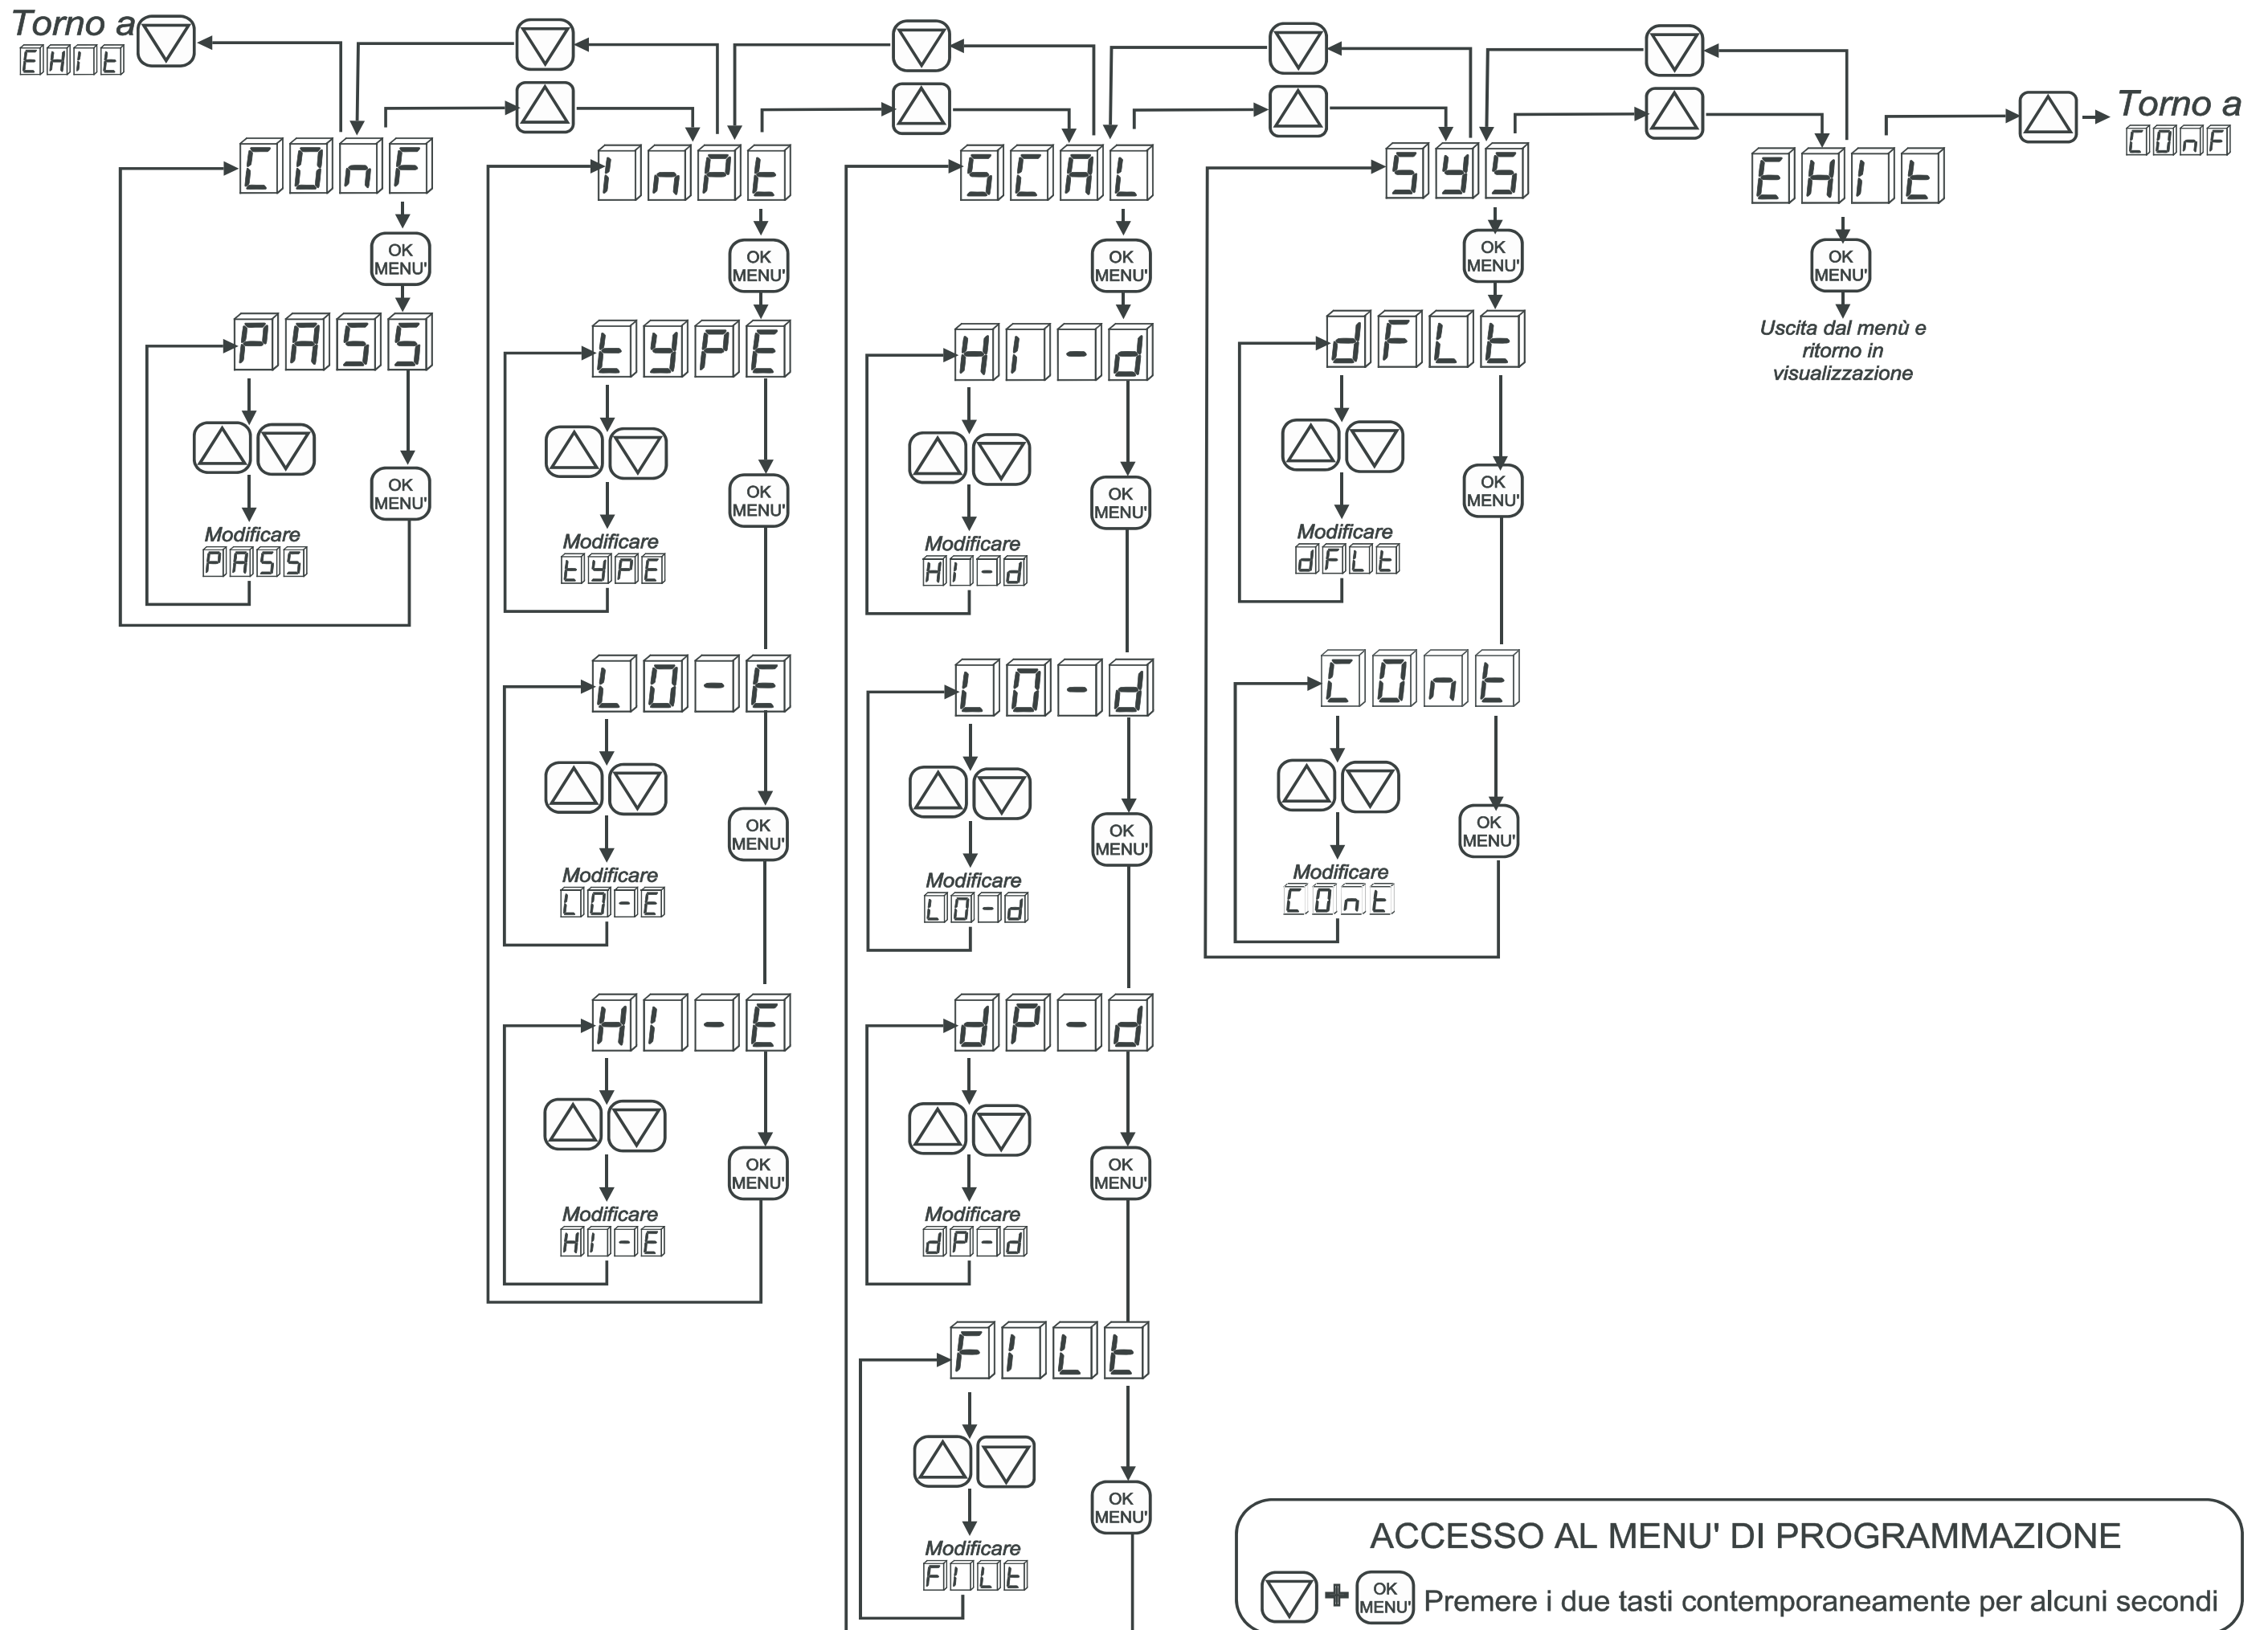 Torno a
EHIt
Torno a
COnF
COnF
InPt
SCAL
SYS
EHIt
OK
MENU'
OK
MENU'
OK
MENU'
OK
MENU'
OK
MENU'
Uscita dal menù e
ritorno in
visualizzazione
PASS
tYPE
HI-d
dFLt
OK
MENU'
OK
MENU'
OK
MENU'
OK
MENU'
Modificare
PASS
Modificare
tYPE
Modificare
HI-d
Modificare
dFLt
LO-E
LO-d
COnt
OK
MENU'
OK
MENU'
OK
MENU'
Modificare
LO-E
Modificare
LO-d
Modificare
COnt
HI-E
dP-d
OK
MENU'
OK
MENU'
Modificare
HI-E
Modificare
dP-d
FILt
OK
MENU'
Modificare
FILt
ACCESSO AL MENU' DI PROGRAMMAZIONE
+ OK
MENU' Premere i due tasti contemporaneamente per alcuni secondi